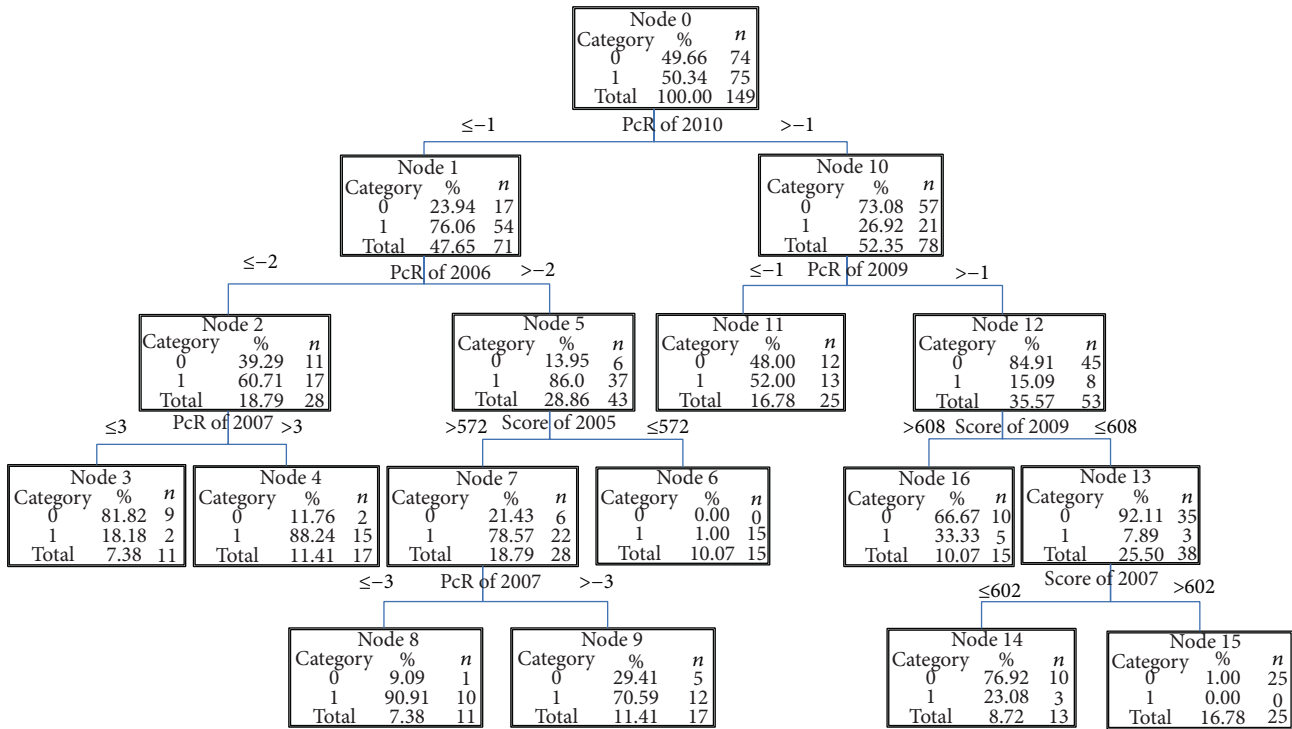 Node 0
Category % n
0 49.66 74
1 50.34 75
Total 100.00 149
≤−1 PcR of 2010 >−1
Node 1
Category % n
0 23.94 17
1 76.06 54
Total 47.65 71
Node 10
Category % n
0 73.08 57
1 26.92 21
Total 52.35 78
≤−2 PcR of 2006 >−2
≤−1 PcR of 2009 >−1
Node 2
Category % n
0 39.29 11
1 60.71 17
Total 18.79 28
Node 5
Category % n
0 13.95 6
1 86.0 37
Total 28.86 43
Node 11
Category % n
0 48.00 12
1 52.00 13
Total 16.78 25
Node 12
Category % n
0 84.91 45
1 15.09 8
Total 35.57 53
≤3 PcR of 2007 >3
>572 Score of 2005 ≤572
>608 Score of 2009 ≤608
Node 3
Category % n
0 81.82 9
1 18.18 2
Total 7.38 11
Node 4
Category % n
0 11.76 2
1 88.24 15
Total 11.41 17
Node 7
Category % n
0 21.43 6
1 78.57 22
Total 18.79 28
Node 6
Category % n
0 0.00 0
1 1.00 15
Total 10.07 15
Node 16
Category % n
0 66.67 10
1 33.33 5
Total 10.07 15
Node 13
Category % n
0 92.11 35
1 7.89 3
Total 25.50 38
≤−3 PcR of 2007 >−3
≤602 Score of 2007 >602
Node 8
Category % n
0 9.09 1
1 90.91 10
Total 7.38 11
Node 9
Category % n
0 29.41 5
1 70.59 12
Total 11.41 17
Node 14
Category % n
0 76.92 10
1 23.08 3
Total 8.72 13
Node 15
Category % n
0 1.00 25
1 0.00 0
Total 16.78 25